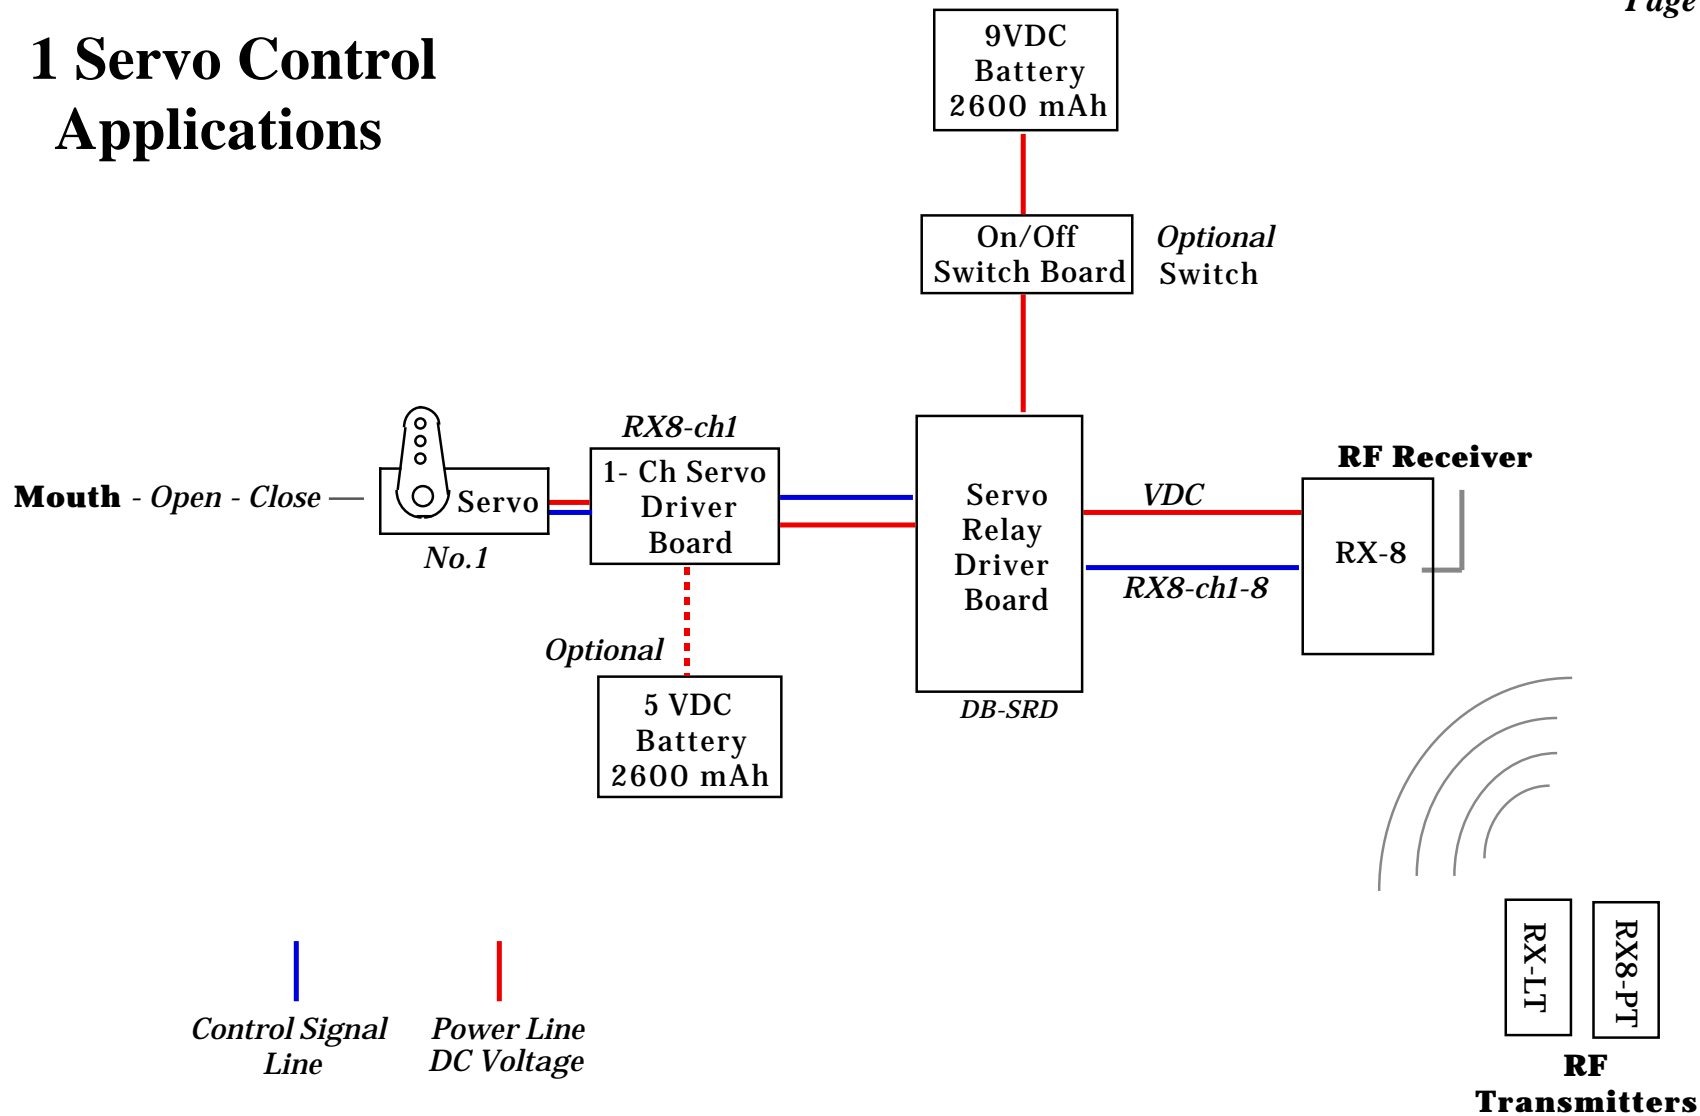 Page
1 Servo Control
Applications
9VDC
Battery
2600 mAh
On/Off
Switch Board
Optional
Switch
RX8-ch1
1- Ch Servo
Driver
Board
Mouth - Open - Close
Servo
No.1
Servo
Relay
Driver
Board
DB-SRD
VDC
RX8-ch1-8
RF Receiver
RX-8
Optional
5 VDC
Battery
2600 mAh
Control Signal
Line
Power Line
DC Voltage
RX-LT
RX8-PT
RF
Transmitters